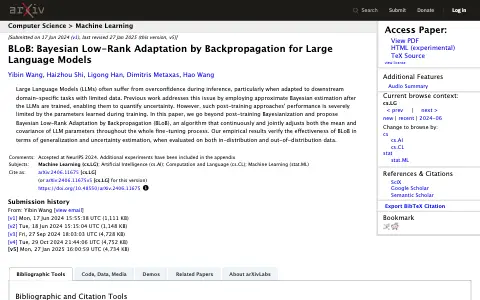 arXiv
Search Submit Donate Log in
Computer Science > Machine Learning
[Submitted on 17 Jun 2024 (v1), last revised 27 Jan 2025 (this version, v5)]
BLoB: Bayesian Low-Rank Adaptation by Backpropagation for Large
Language Models
Yibin Wang, Haizhou Shi, Ligong Han, Dimitris Metaxas, Hao Wang
Large Language Models (LLMs) often suffer from overconfidence during inference, particularly when adapted to downstream
domain-specific tasks with limited data. Previous work addresses this issue by employing approximate Bayesian estimation after
the LLMs are trained, enabling them to quantify uncertainty. However, such post-training approaches' performance is severely
limited by the parameters learned during training. In this paper, we go beyond post-training Bayesianization and propose
Bayesian Low-Rank Adaptation by Backpropagation (BLoB), an algorithm that continuously and jointly adjusts both the mean and
covariance of LLM parameters throughout the whole fine-tuning process. Our empirical results verify the effectiveness of BLoB in
terms of generalization and uncertainty estimation, when evaluated on both in-distribution and out-of-distribution data.
Comments: Accepted at NeurIPS 2024. Additional experiments have been included in the appendix
Subjects: Machine Learning (cs.LG); Artificial Intelligence (cs.AI); Computation and Language (cs.CL); Machine Learning (stat.ML)
Cite as: arXiv:2406.11675 [cs.LG]
(or arXiv:2406.11675v5 [cs.LG] for this version)
https://doi.org/10.48550/arXiv.2406.11675
Submission history
From: Yibin Wang [view email]
[v1] Mon, 17 Jun 2024 15:55:38 UTC (1,111 KB)
[v2] Tue, 18 Jun 2024 15:15:04 UTC (1,148 KB)
[v3] Fri, 27 Sep 2024 18:03:03 UTC (4,728 KB)
[v4] Tue, 29 Oct 2024 21:44:06 UTC (4,752 KB)
[v5] Mon, 27 Jan 2025 16:00:59 UTC (4,734 KB)
Bibliographic Tools Code, Data, Media Demos Related Papers About arXivLabs
Bibliographic and Citation Tools
Access Paper:
View PDF
HTML (experimental)
TeX Source
view license
Additional Features
Audio Summary
Current browse context:
cs.LG
< prev | next >
new | recent | 2024-06
Change to browse by:
cs
cs.AI
cs.CL
stat
stat.ML
References & Citations
SciX
Google Scholar
Semantic Scholar
Export BibTeX Citation
Bookmark